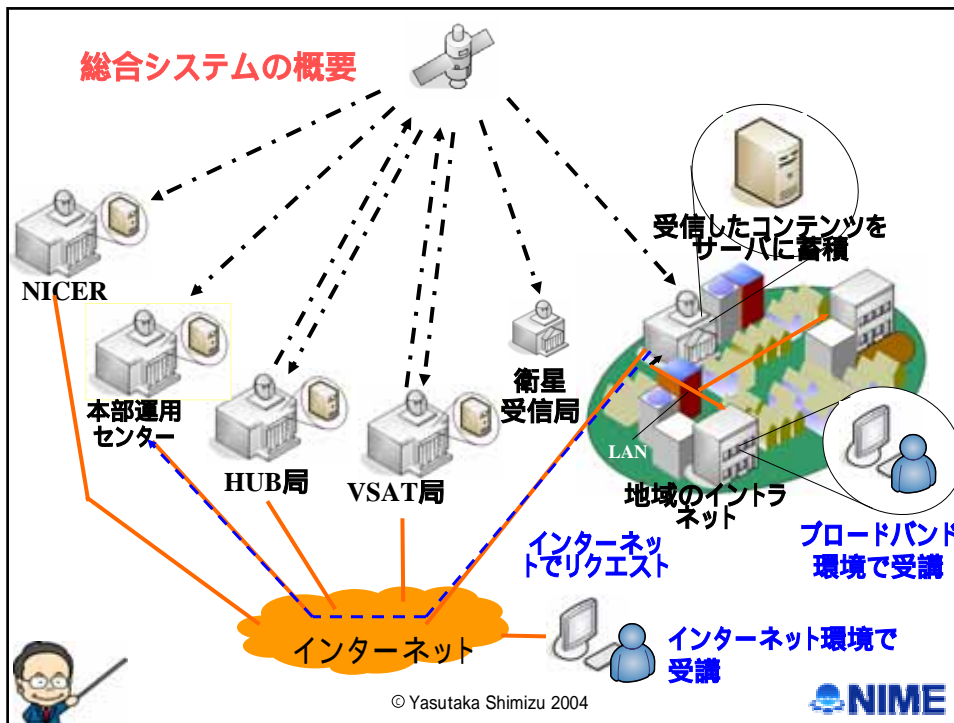 総合システムの概要
受信したコンテンツを
サーバに蓄積
NICER
本部運用
センター
HUB局
VSAT局
衛星
受信局
LAN
地域のイントラ
ネット
ブロードバンド
環境で受講
インターネッ
トでリクエスト
インターネット
インターネット環境で
受講
© Yasutaka Shimizu 2004
NIME